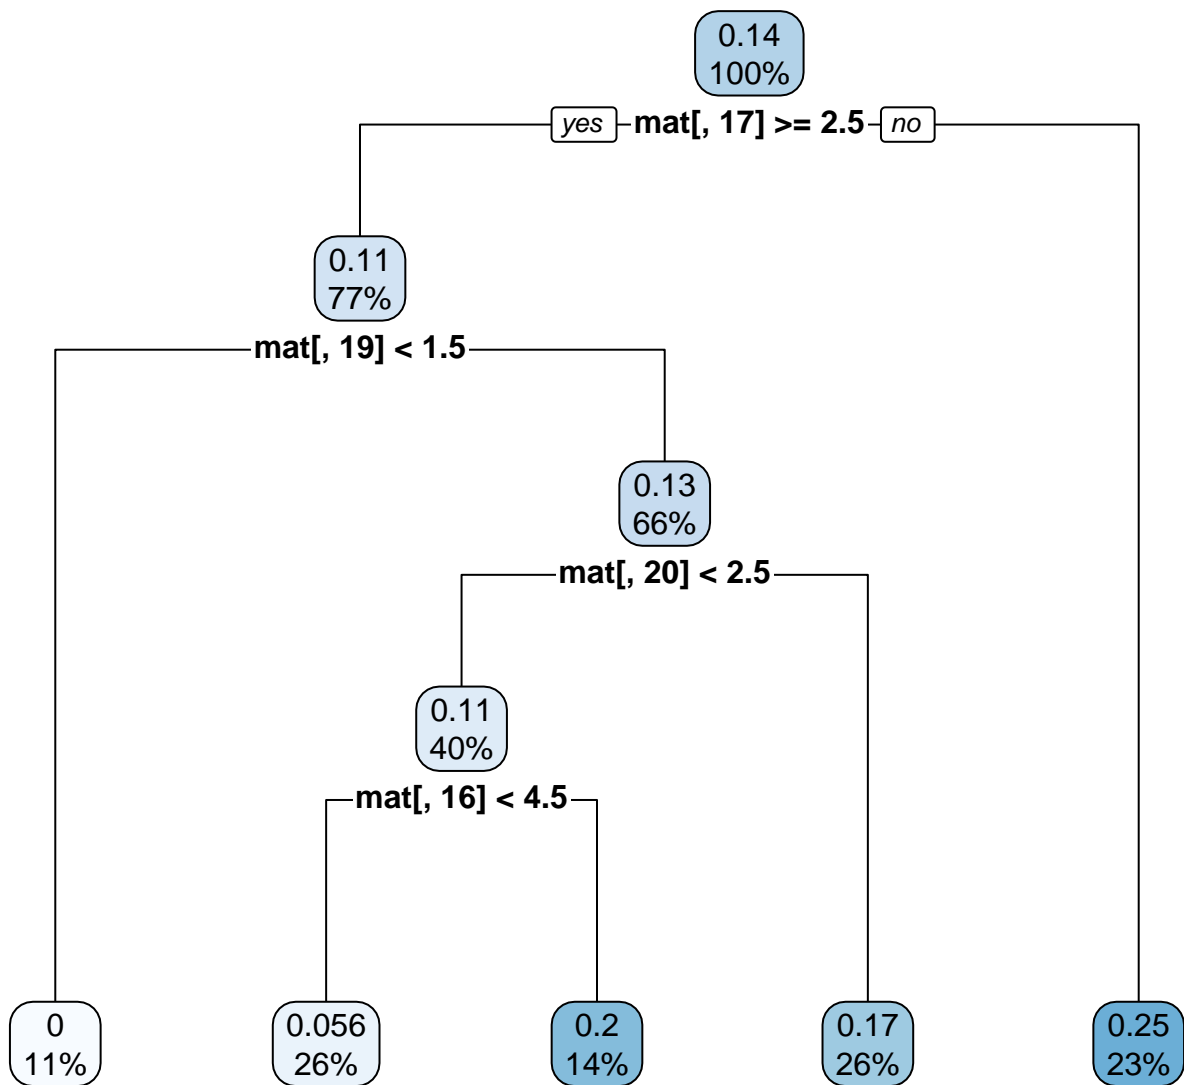 0.14
100%
yes mat[, 17] >= 2.5 no
0.11
77%
mat[, 19] < 1.5
0.13
66%
mat[, 20] < 2.5
0.11
40%
mat[, 16] < 4.5
0 0.056 0.2 0.17 0.25
11% 26% 14% 26% 23%